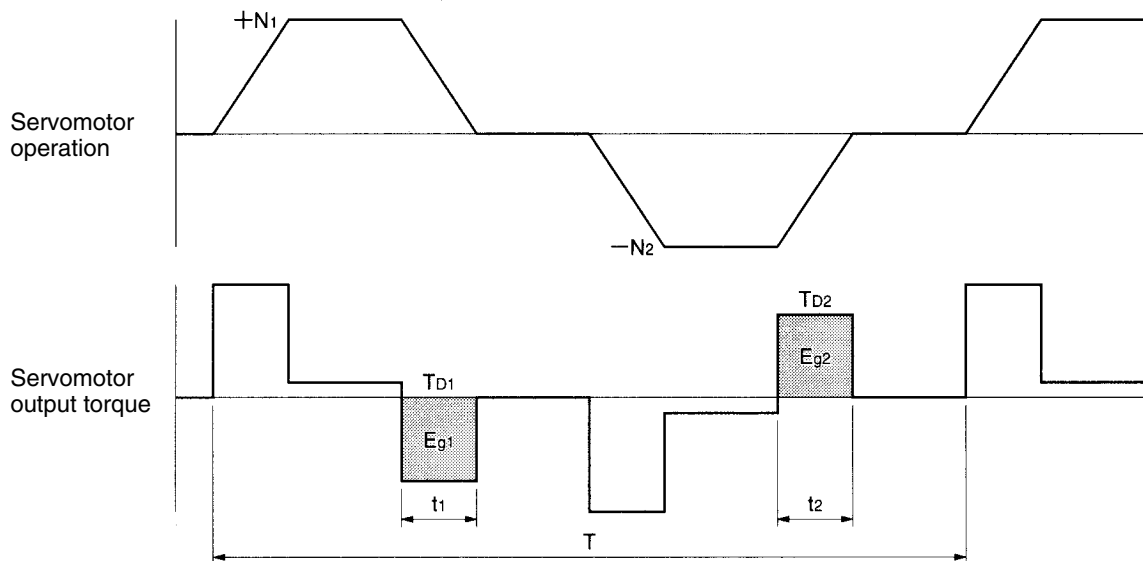 +N1
Servomotor
operation
−N2
TD2
Eg2
Servomotor
output torque
TD1
Eg1
t1
t2
T